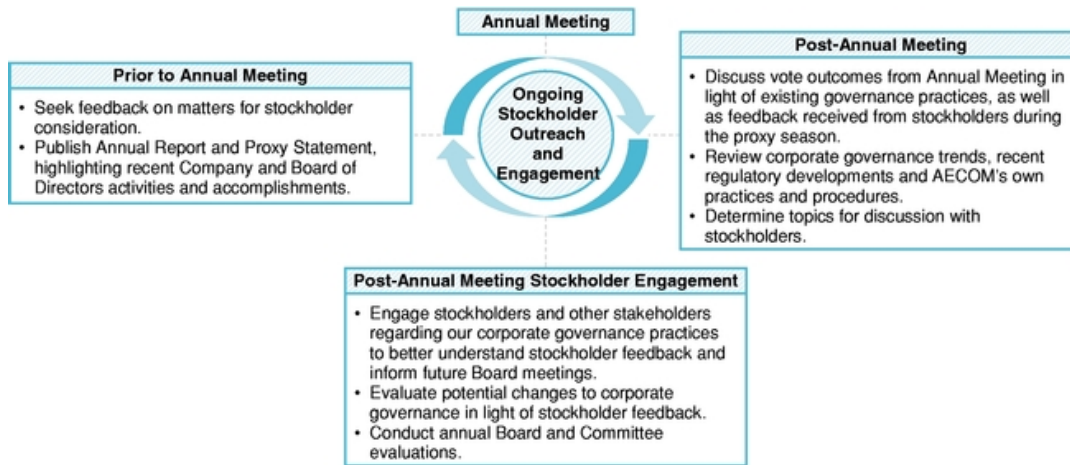 Annual Meeting
Prior to Annual Meeting
• Seek feedback on matters for stockholder
consideration.
• Publish Annual Report and Proxy Statement,
highlighting recent Company and Board of
Directors activities and accomplishments.
Ongoing
Stockholder
Outreach
and
Engagement
Post-Annual Meeting
• Discuss vote outcomes from Annual Meeting in
light of existing governance practices, as well
as feedback received from stockholders during
the proxy season.
• Review corporate governance trends, recent
regulatory developments and AECOM's own
practices and procedures.
• Determine topics for discussion with
stockholders.
Post-Annual Meeting Stockholder Engagement
• Engage stockholders and other stakeholders
regarding our corporate governance practices
to better understand stockholder feedback and
inform future Board meetings.
• Evaluate potential changes to corporate
governance in light of stockholder feedback.
• Conduct annual Board and Committee
evaluations.